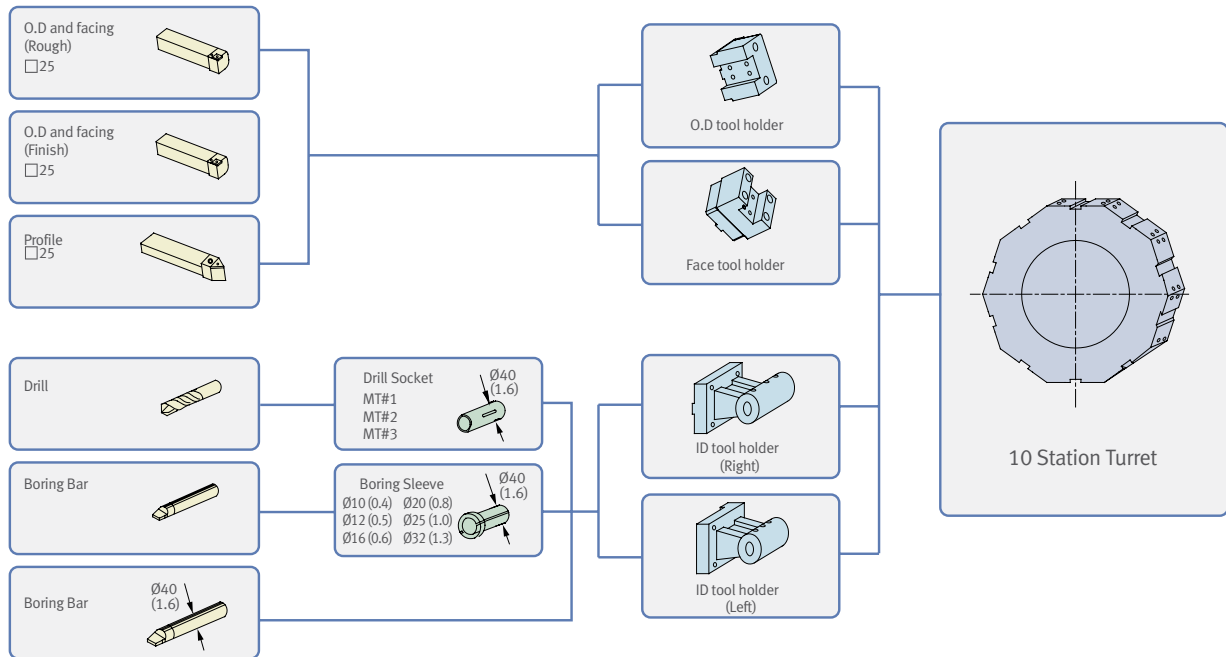 O.D and facing
(Rough)
□25
O.D and facing
(Finish)
□25
Profile
□25
Drill
Boring Bar
Boring Bar
Ø40
(1.6)
Drill Socket
MT#1
MT#2
MT#3
Ø40
(1.6)
Boring Sleeve
Ø10 (0.4) Ø20 (0.8)
Ø12 (0.5) Ø25 (1.0)
Ø16 (0.6) Ø32 (1.3)
Ø40
(1.6)
O.D tool holder
Face tool holder
ID tool holder
(Right)
ID tool holder
(Left)
10 Station Turret